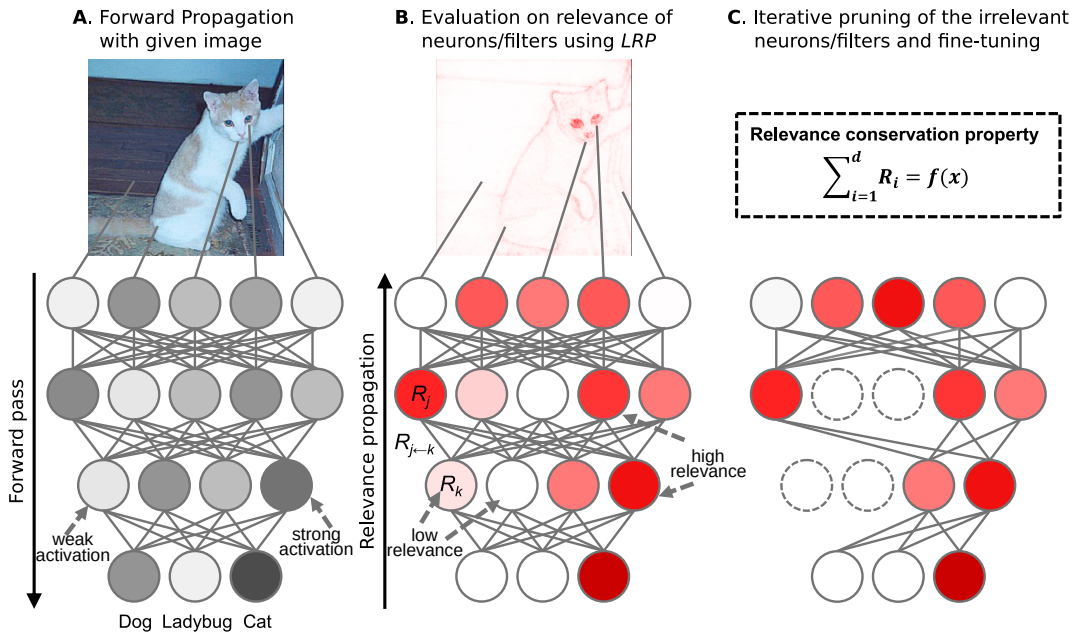 A. Forward Propagation
with given image
B. Evaluation on relevance of
neurons/filters using LRP
C. Iterative pruning of the irrelevant
neurons/filters and fine-tuning
Relevance conservation property
∑_{i=1}^{d} R_i = f(x)
Forward pass
weak
activation
strong
activation
Dog Ladybug Cat
Relevance propagation
R_j
R_{j←k}
R_k
high
relevance
low
relevance